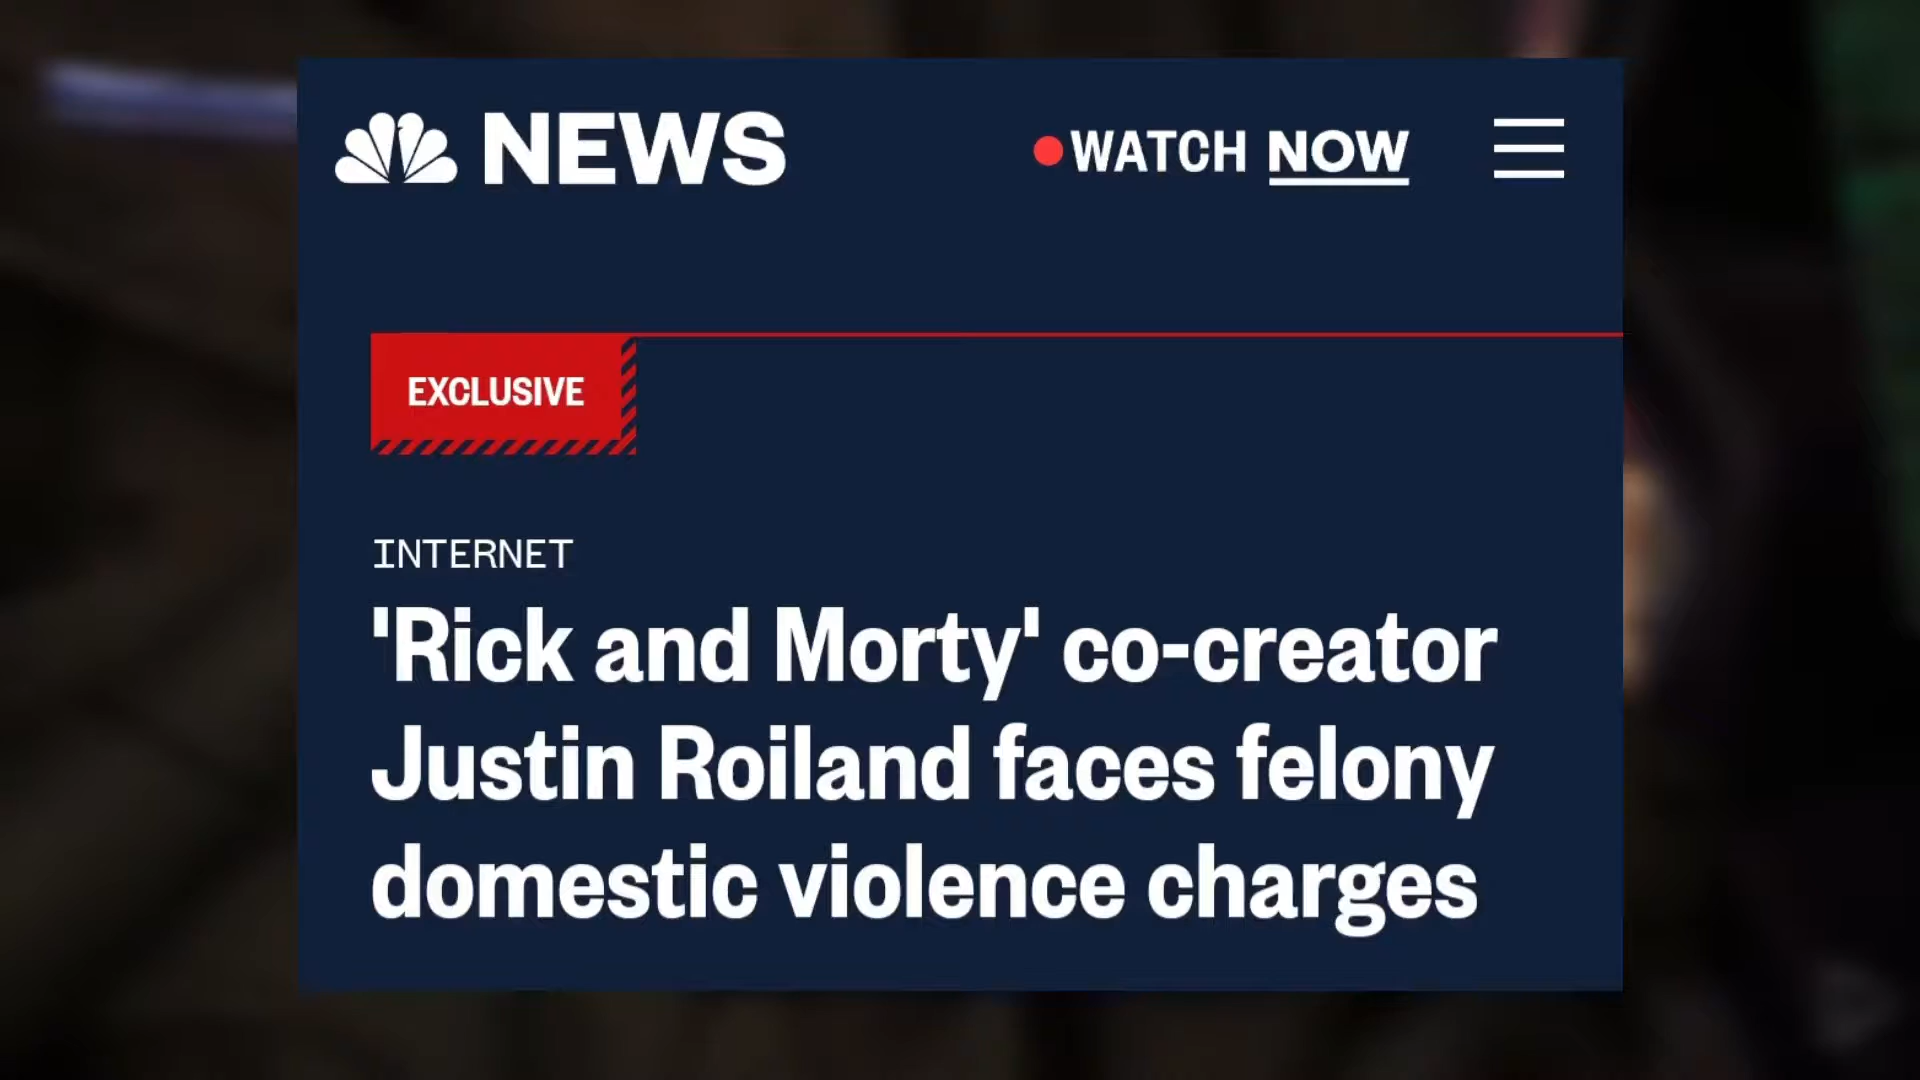 NEWS
WATCH NOW
EXCLUSIVE
INTERNET
'Rick and Morty' co-creator
Justin Roiland faces felony
domestic violence charges